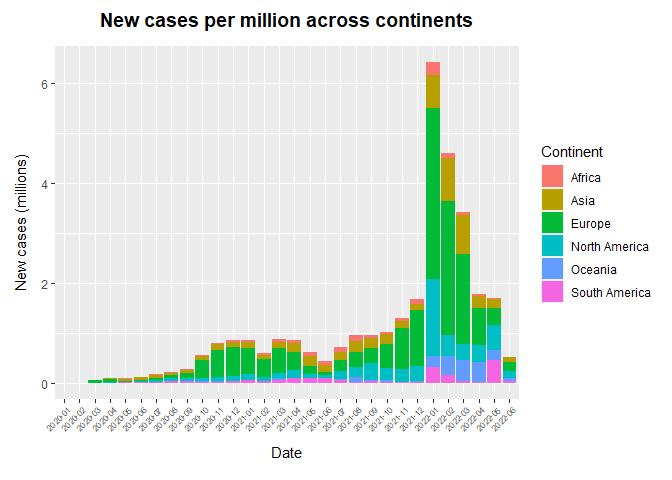 New cases per million across continents
New cases (millions)
6
4
2
0
2020-01 2020-02 2020-03 2020-04 2020-05 2020-06 2020-07 2020-08 2020-09 2020-10 2020-11 2020-12 2021-01 2021-02 2021-03 2021-04 2021-05 2021-06 2021-07 2021-08 2021-09 2021-10 2021-11 2021-12 2022-01 2022-02 2022-03 2022-04 2022-05 2022-06
Date
Continent
Africa
Asia
Europe
North America
Oceania
South America